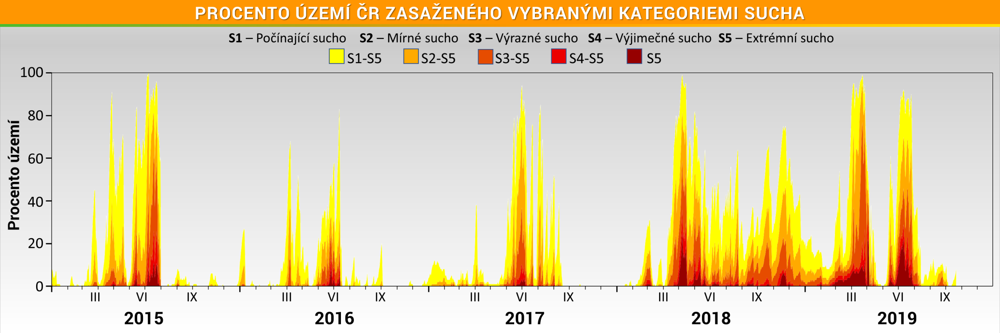 PROCENTO ÚZEMÍ ČR ZASAŽENÉHO VYBRANÝMI KATEGORIEMI SUCHA
S1 – Počínající sucho S2 – Mírné sucho S3 – Výrazné sucho S4 – Výjimečné sucho S5 – Extrémní sucho
S1-S5 S2-S5 S3-S5 S4-S5 S5
Procento území
100
80
60
40
20
0
III VI IX III VI IX III VI IX III VI IX III VI IX
2015 2016 2017 2018 2019